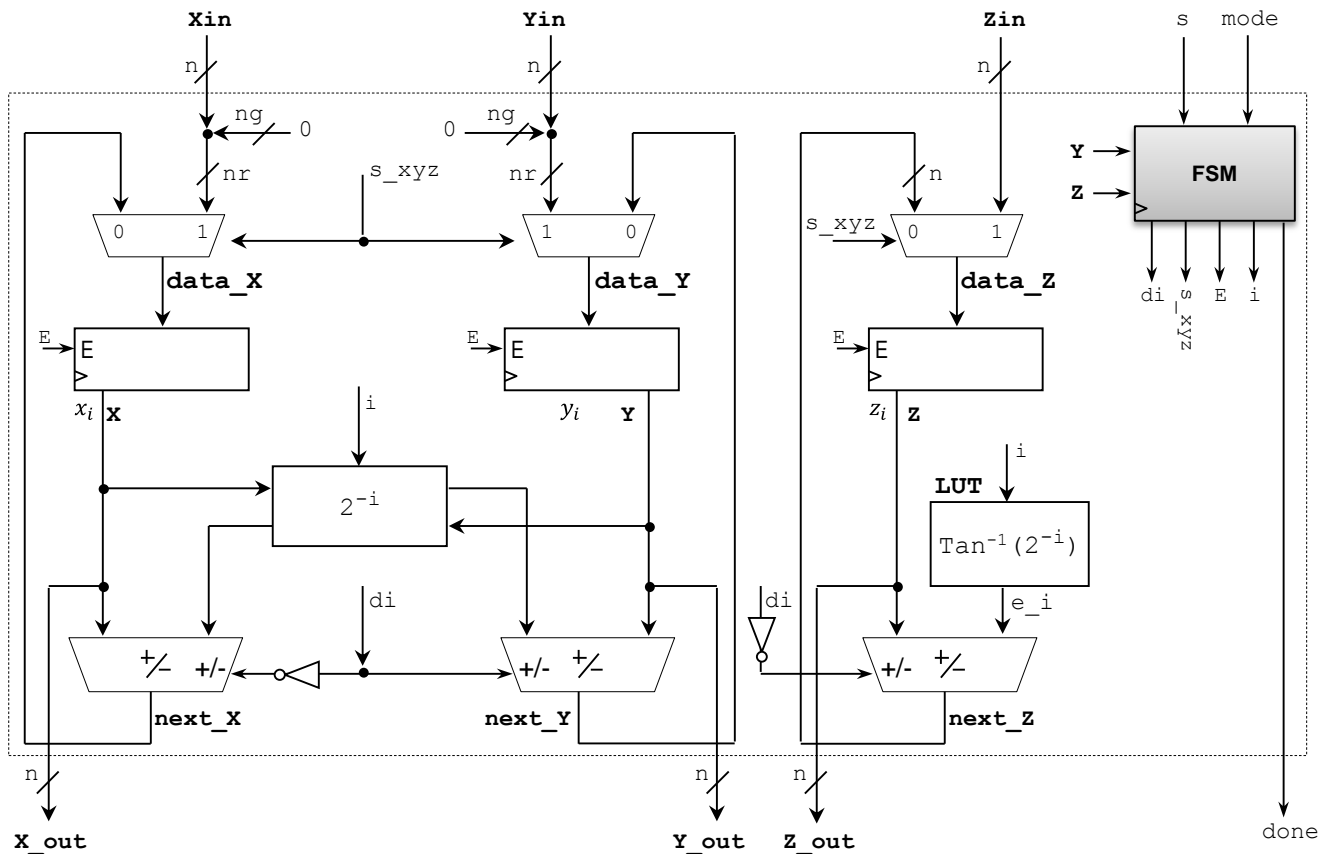 Xin Yin Zin s mode
n n n
ng 0 0 ng
nr s_xyz nr n
Y
Z
FSM
0 1 1 0 s_xyz 0 1
data_X data_Y data_Z
di s_xyz E i
E E E E E E
x_i X i y_i Y z_i Z
i
LUT
2^-i
Tan^-1(2^-i)
di di e_i
+/- +/- +/- +/- +/- +/-
next_X next_Y next_Z
n n n
X_out Y_out Z_out done